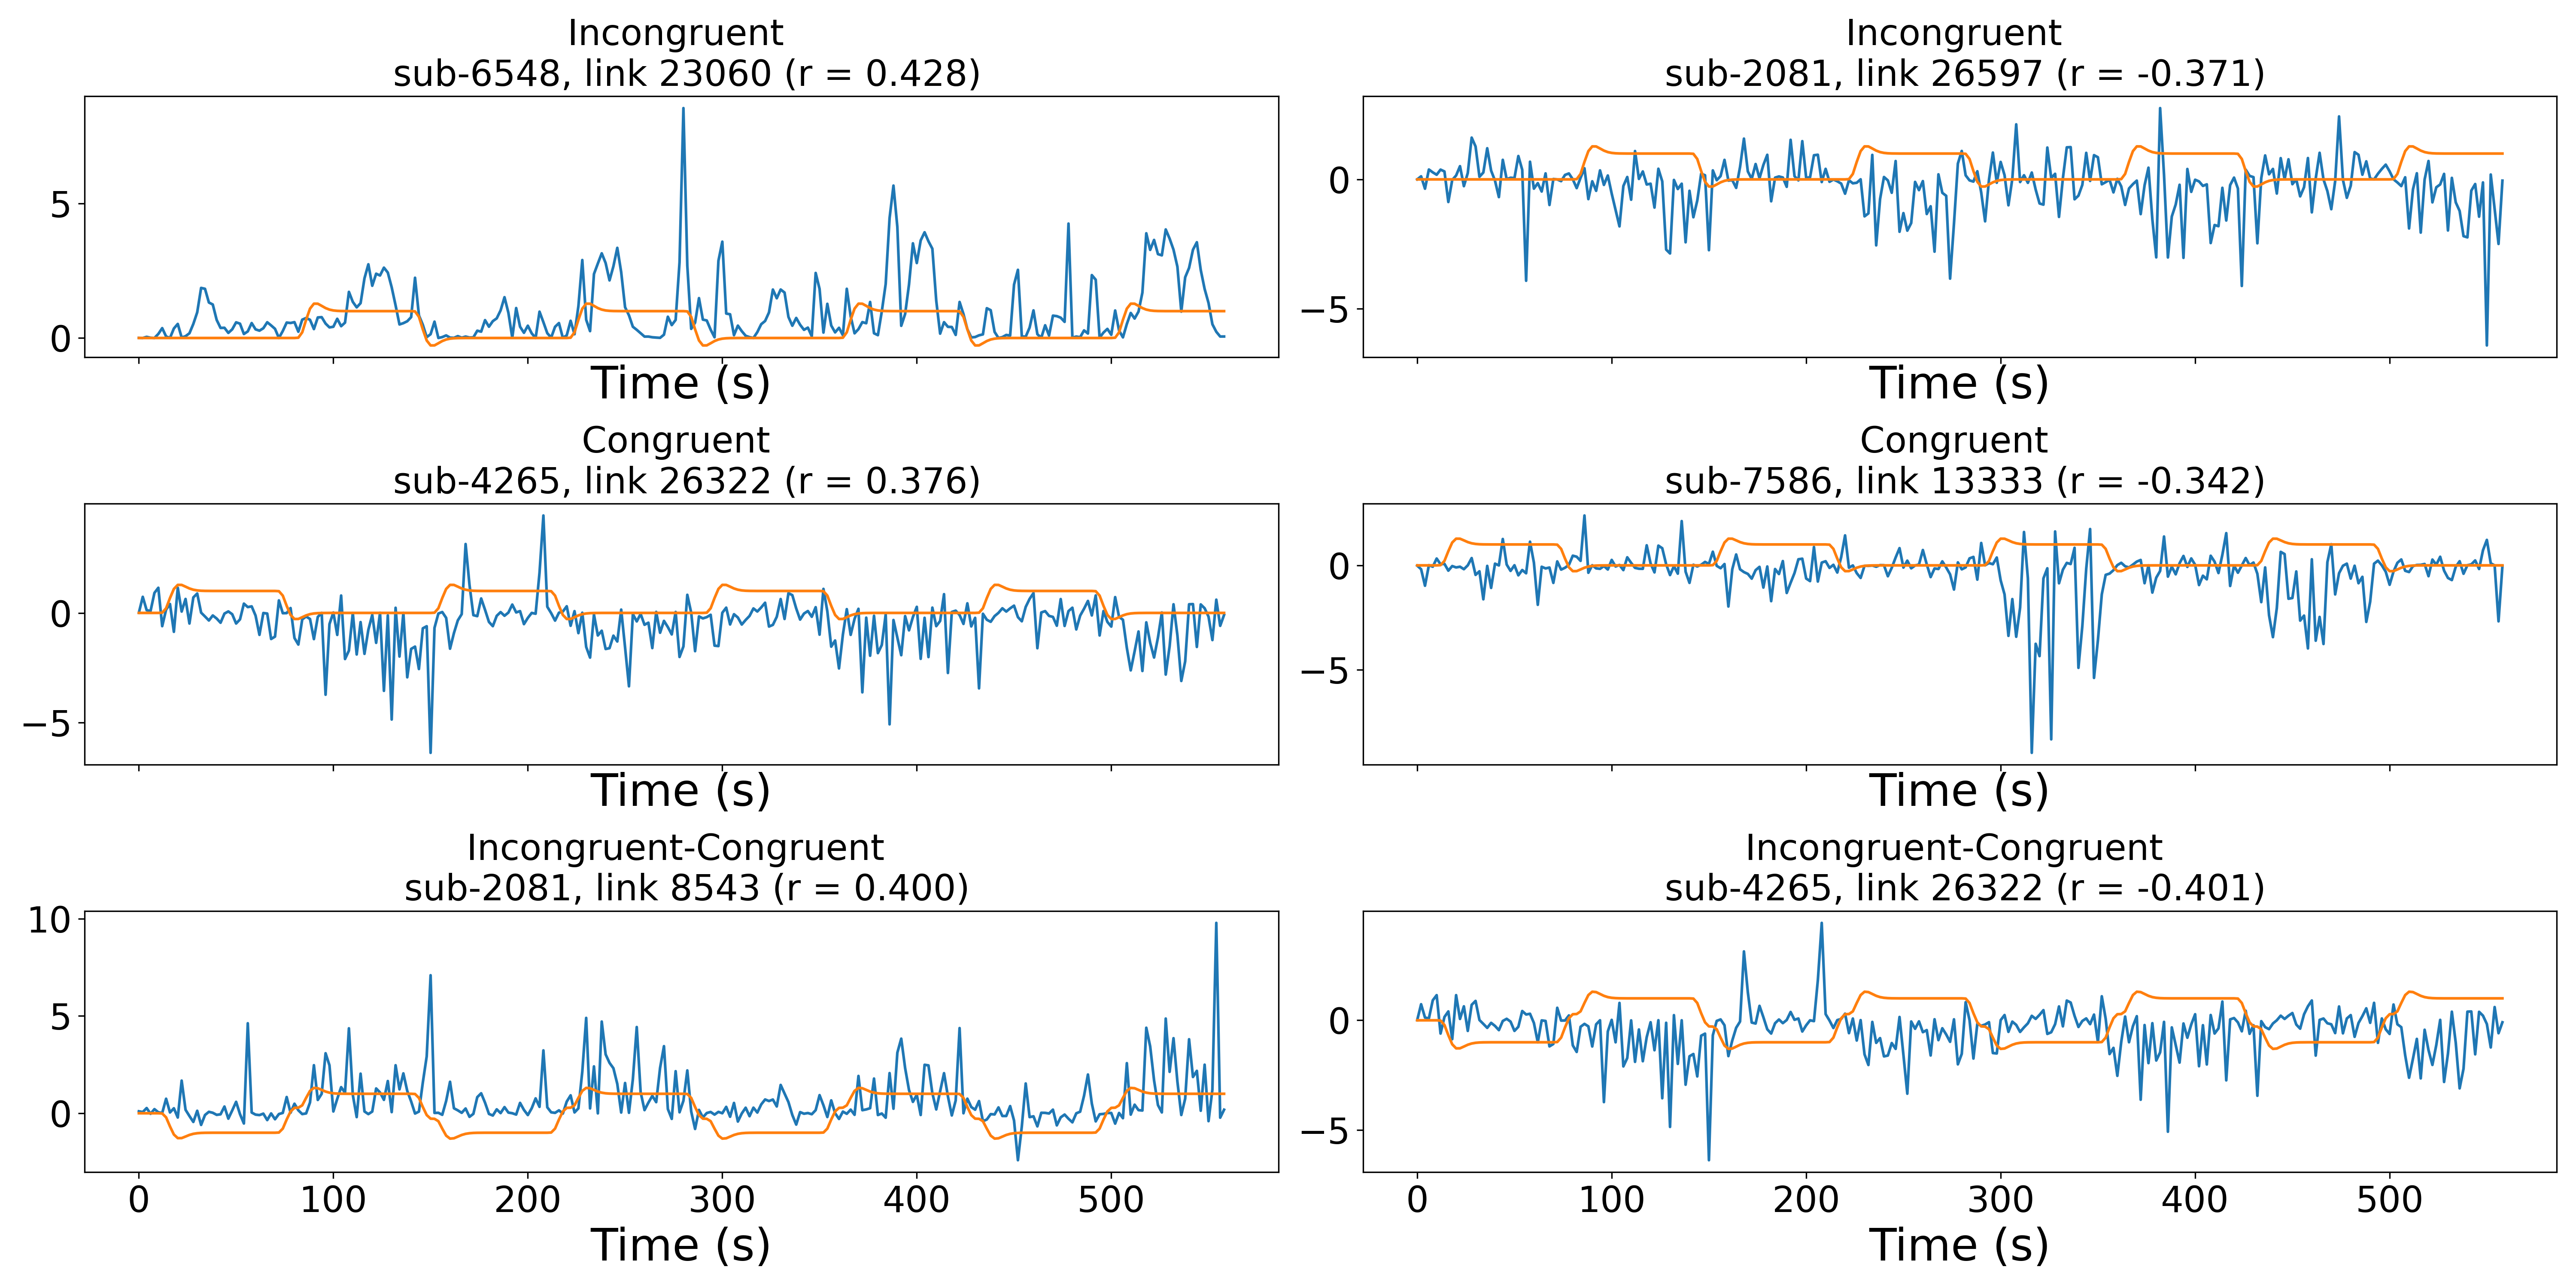 Incongruent
sub-6548, link 23060 (r = 0.428)
5
0
Time (s)
Incongruent
sub-2081, link 26597 (r = -0.371)
0
−5
Time (s)
Congruent
sub-4265, link 26322 (r = 0.376)
0
−5
Time (s)
Congruent
sub-7586, link 13333 (r = -0.342)
0
−5
Time (s)
Incongruent-Congruent
sub-2081, link 8543 (r = 0.400)
10
5
0
0 100 200 300 400 500
Time (s)
Incongruent-Congruent
sub-4265, link 26322 (r = -0.401)
0
−5
0 100 200 300 400 500
Time (s)